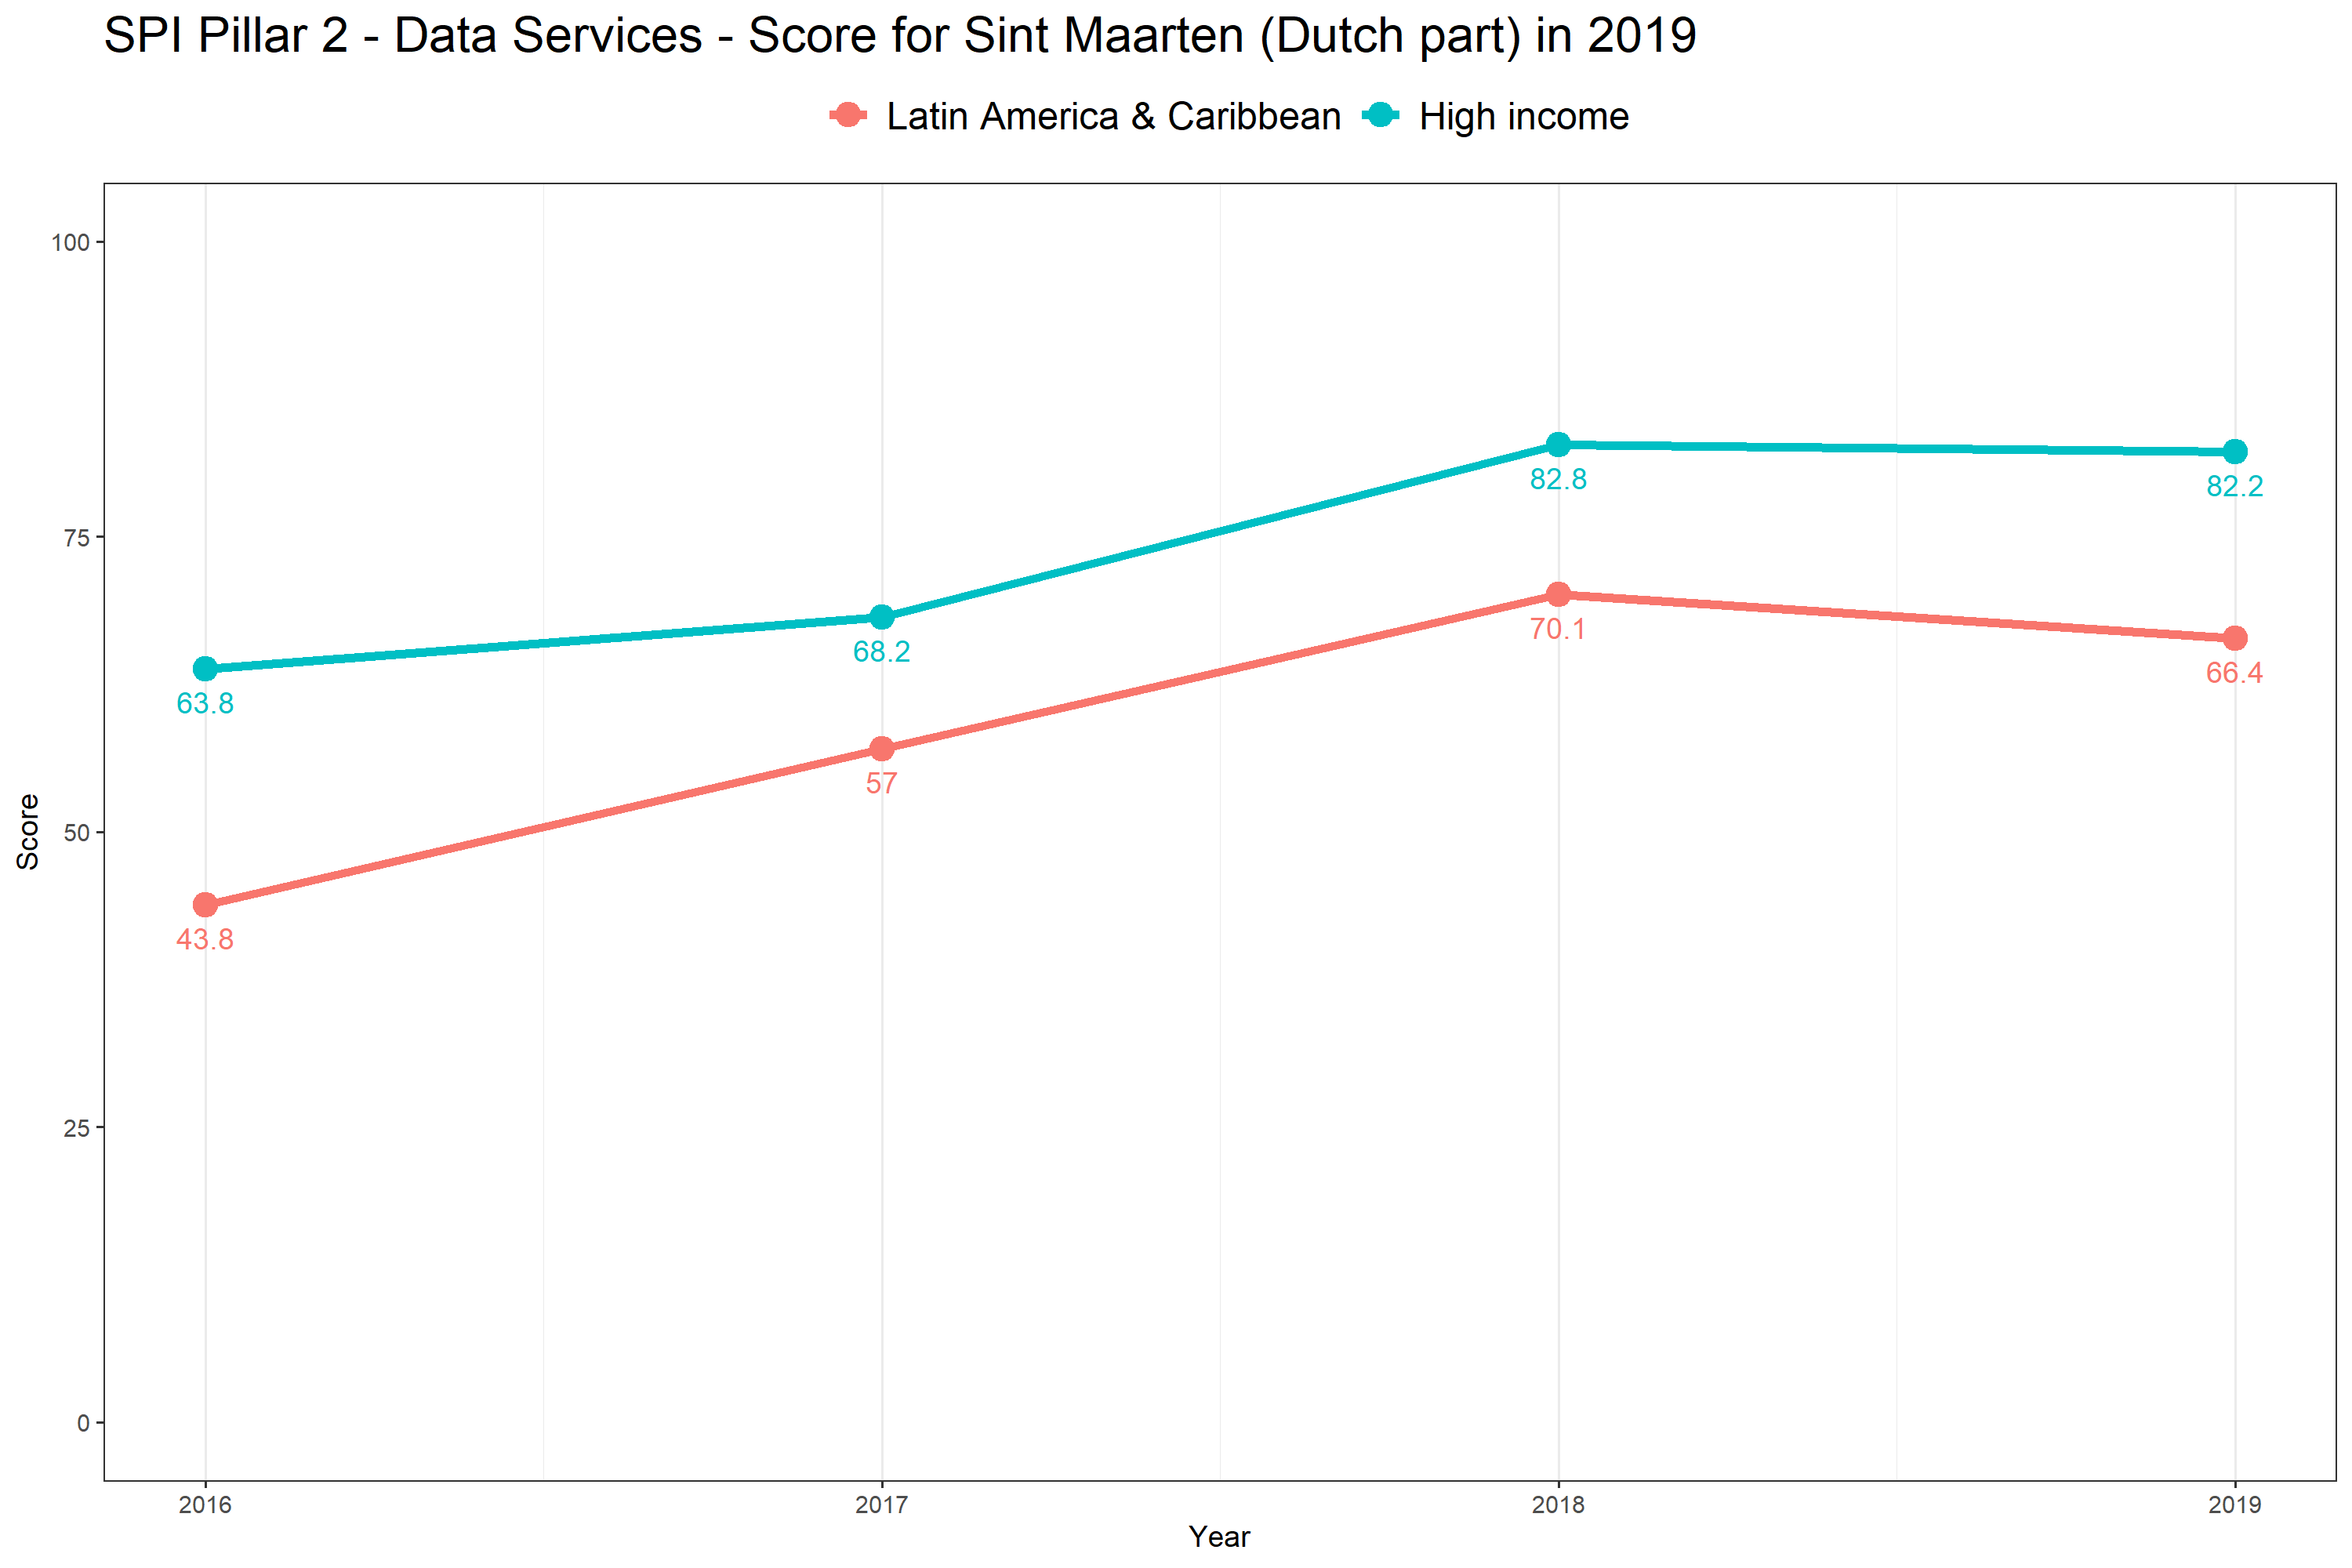 SPI Pillar 2 - Data Services - Score for Sint Maarten (Dutch part) in 2019
Latin America & Caribbean High income
100
75
50
25
0
Score
82.8
82.2
70.1
68.2
66.4
63.8
57
43.8
2016 2017 2018 2019
Year